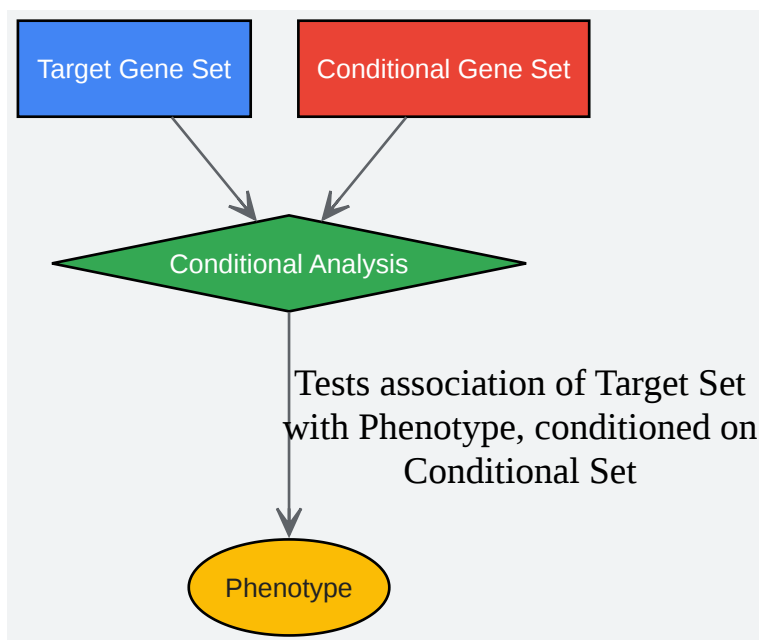 Target Gene Set
Conditional Gene Set
Conditional Analysis
Tests association of Target Set
with Phenotype, conditioned on
Conditional Set
Phenotype